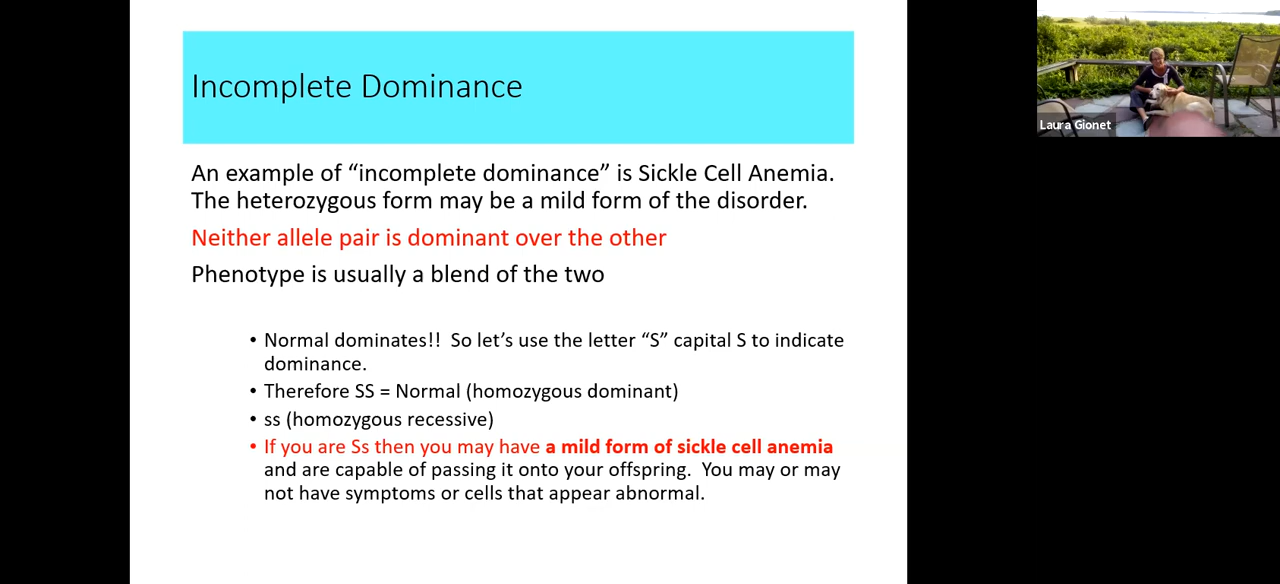 Incomplete Dominance
An example of “incomplete dominance” is Sickle Cell Anemia.
The heterozygous form may be a mild form of the disorder.
Neither allele pair is dominant over the other
Phenotype is usually a blend of the two
• Normal dominates!! So let’s use the letter “S” capital S to indicate
dominance.
• Therefore SS = Normal (homozygous dominant)
• ss (homozygous recessive)
• If you are Ss then you may have a mild form of sickle cell anemia
and are capable of passing it onto your offspring. You may or may
not have symptoms or cells that appear abnormal.
Laura Gionet